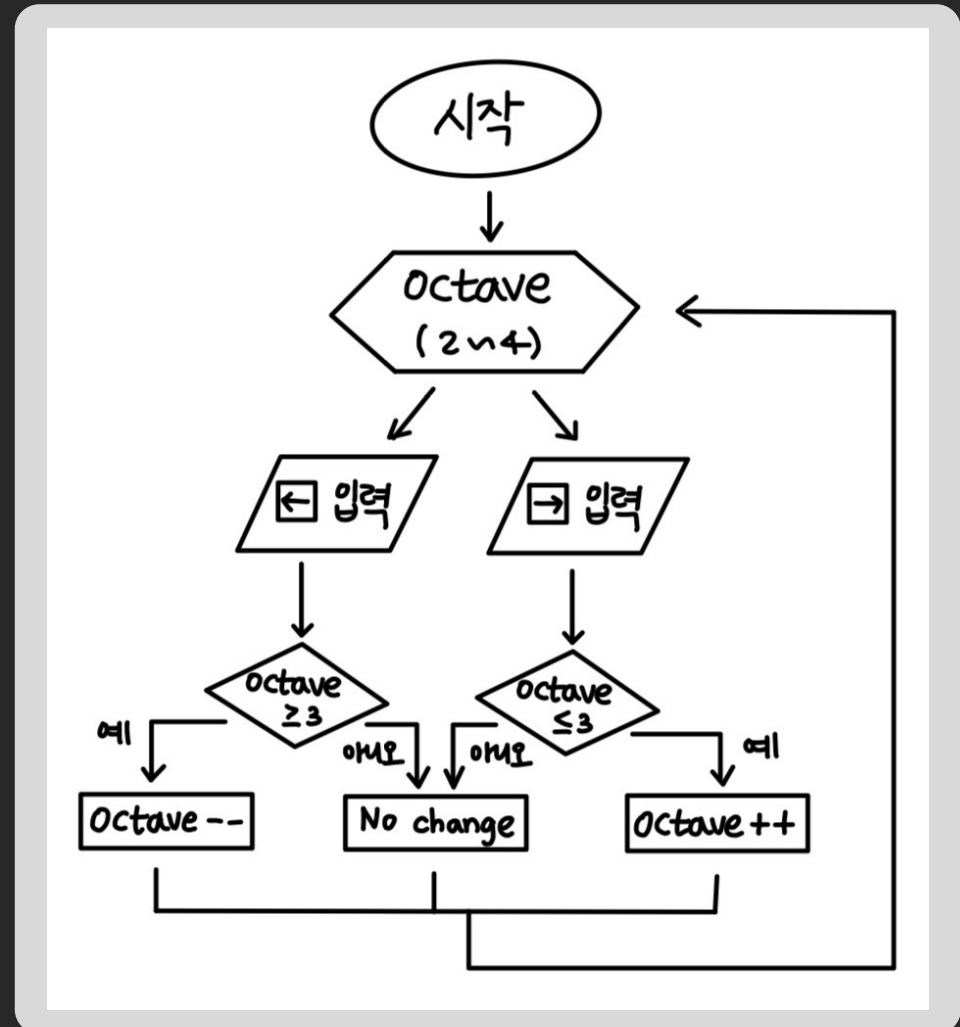 시작
octave
(2~4)
← 입력
→ 입력
octave
≥3
octave
≤3
예
아니오
아니오
예
octave--
No change
octave++